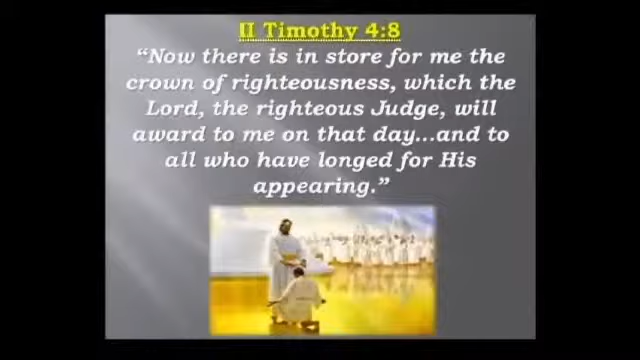 II Timothy 4:8
“Now there is in store for me the
crown of righteousness, which the
Lord, the righteous Judge, will
award to me on that day...and to
all who have longed for His
appearing.”